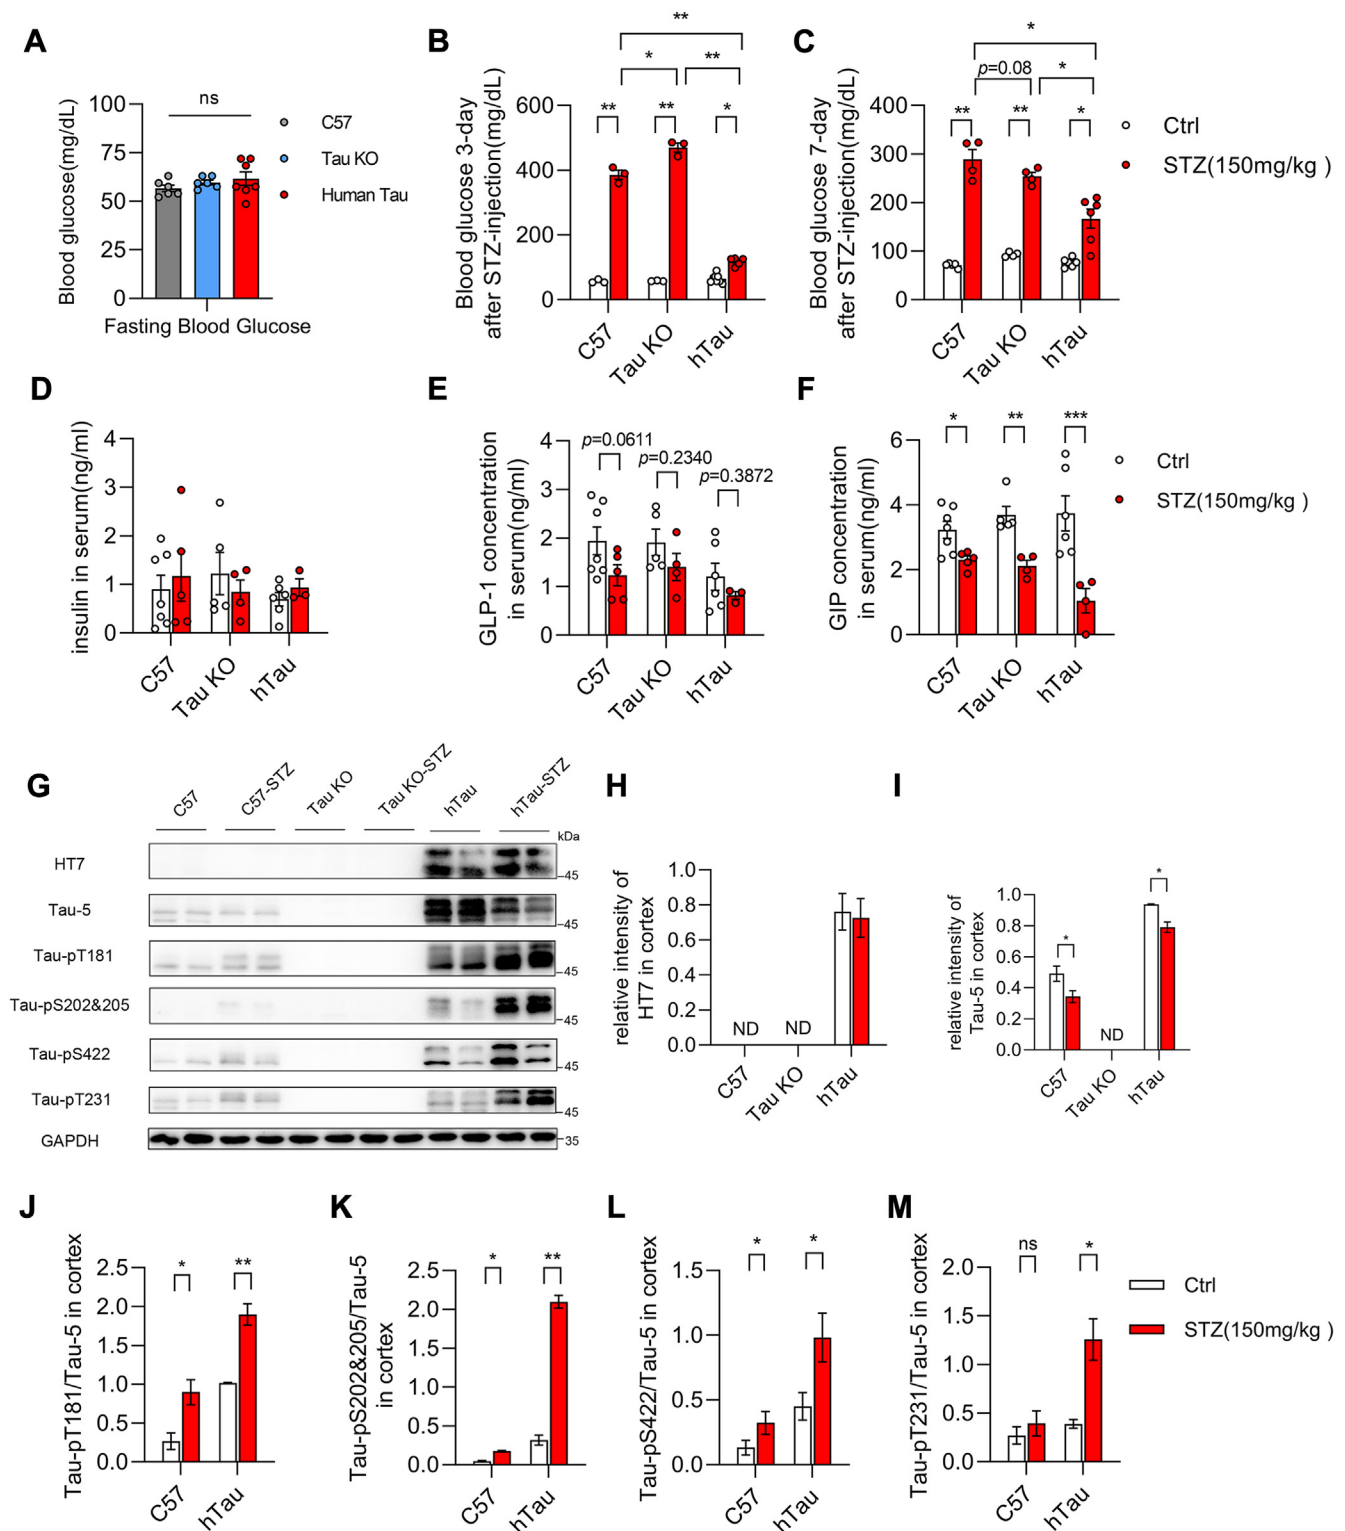 A
Blood glucose(mg/dL)
100
75
50
25
0
ns
Fasting Blood Glucose
C57
Tau KO
Human Tau
B
Blood glucose 3-day
after STZ-injection(mg/dL)
600
400
200
0
**
*
**
**
**
*
C57
Tau KO
hTau
C
Blood glucose 7-day
after STZ-injection(mg/dL)
400
300
200
100
0
*
p=0.08
*
**
**
*
C57
Tau KO
hTau
Ctrl
STZ(150mg/kg )
D
insulin in serum(ng/ml)
4
3
2
1
0
C57
Tau KO
hTau
E
GLP-1 concentration
in serum(ng/ml)
4
3
2
1
0
p=0.0611
p=0.2340
p=0.3872
C57
Tau KO
hTau
F
GIP concentration
in serum(ng/ml)
6
4
2
0
*
**
***
C57
Tau KO
hTau
Ctrl
STZ(150mg/kg )
G
C57
C57-STZ
Tau KO
Tau KO-STZ
hTau
hTau-STZ
kDa
HT7
45
Tau-5
45
Tau-pT181
45
Tau-pS202&205
45
Tau-pS422
45
Tau-pT231
45
GAPDH
35
H
relative intensity of
HT7 in cortex
1.0
0.8
0.6
0.4
0.2
0.0
ND
ND
C57
Tau KO
hTau
I
relative intensity of
Tau-5 in cortex
1.0
0.8
0.6
0.4
0.2
0.0
*
ND
*
C57
Tau KO
hTau
J
Tau-pT181/Tau-5 in cortex
2.5
2.0
1.5
1.0
0.5
0.0
*
**
C57
hTau
K
Tau-pS202&205/Tau-5
in cortex
2.5
2.0
1.5
1.0
0.5
0.0
*
**
C57
hTau
L
Tau-pS422/Tau-5 in cortex
1.5
1.0
0.5
0.0
*
*
C57
hTau
M
Tau-pT231/Tau-5 in cortex
2.0
1.5
1.0
0.5
0.0
ns
*
C57
hTau
Ctrl
STZ(150mg/kg )